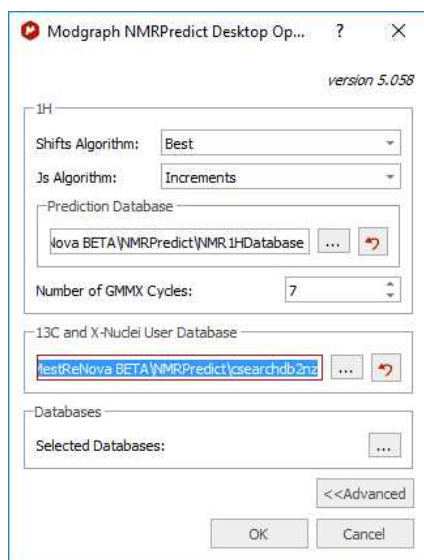 Modgraph NMRPredict Desktop Op... ?
version 5.058
1H
Shifts Algorithm: Best
Js Algorithm: Increments
Prediction Database
Nova BETA\NMRPredict\NMR1HDatabase ...
Number of GMMX Cycles: 7
13C and X-Nuclei User Database
MestReNova BETA\NMRPredict\csearchdb2nz ...
Databases
Selected Databases: ...
<<Advanced
OK Cancel